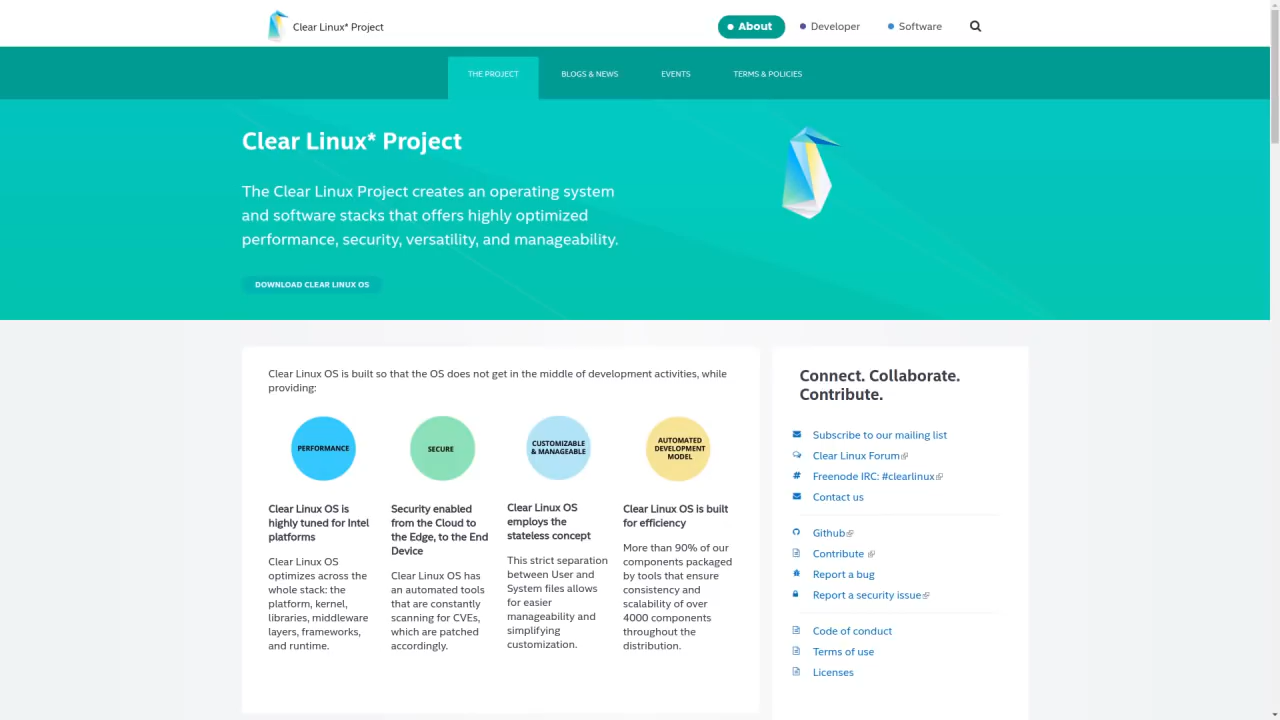 Clear Linux* Project
About
Developer
Software
THE PROJECT
BLOGS & NEWS
EVENTS
TERMS & POLICIES
Clear Linux* Project
The Clear Linux Project creates an operating system
and software stacks that offers highly optimized
performance, security, versatility, and manageability.
DOWNLOAD CLEAR LINUX OS
Clear Linux OS is built so that the OS does not get in the middle of development activities, while
providing:
PERFORMANCE
Clear Linux OS is
highly tuned for Intel
platforms
Clear Linux OS
optimizes across the
whole stack: the
platform, kernel,
libraries, middleware
layers, frameworks,
and runtime.
SECURE
Security enabled
from the Cloud to
the Edge, to the End
Device
Clear Linux OS has
an automated tools
that are constantly
scanning for CVEs,
which are patched
accordingly.
CUSTOMIZABLE
& MANAGEABLE
Clear Linux OS
employs the
stateless concept
This strict separation
between User and
System files allows
for easier
manageability and
simplifying
customization.
AUTOMATED
DEVELOPMENT
MODEL
Clear Linux OS is built
for efficiency
More than 90% of our
components packaged
by tools that ensure
consistency and
scalability of over
4000 components
throughout the
distribution.
Connect. Collaborate.
Contribute.
Subscribe to our mailing list
Clear Linux Forum
Freenode IRC: #clearlinux
Contact us
Github
Contribute
Report a bug
Report a security issue
Code of conduct
Terms of use
Licenses